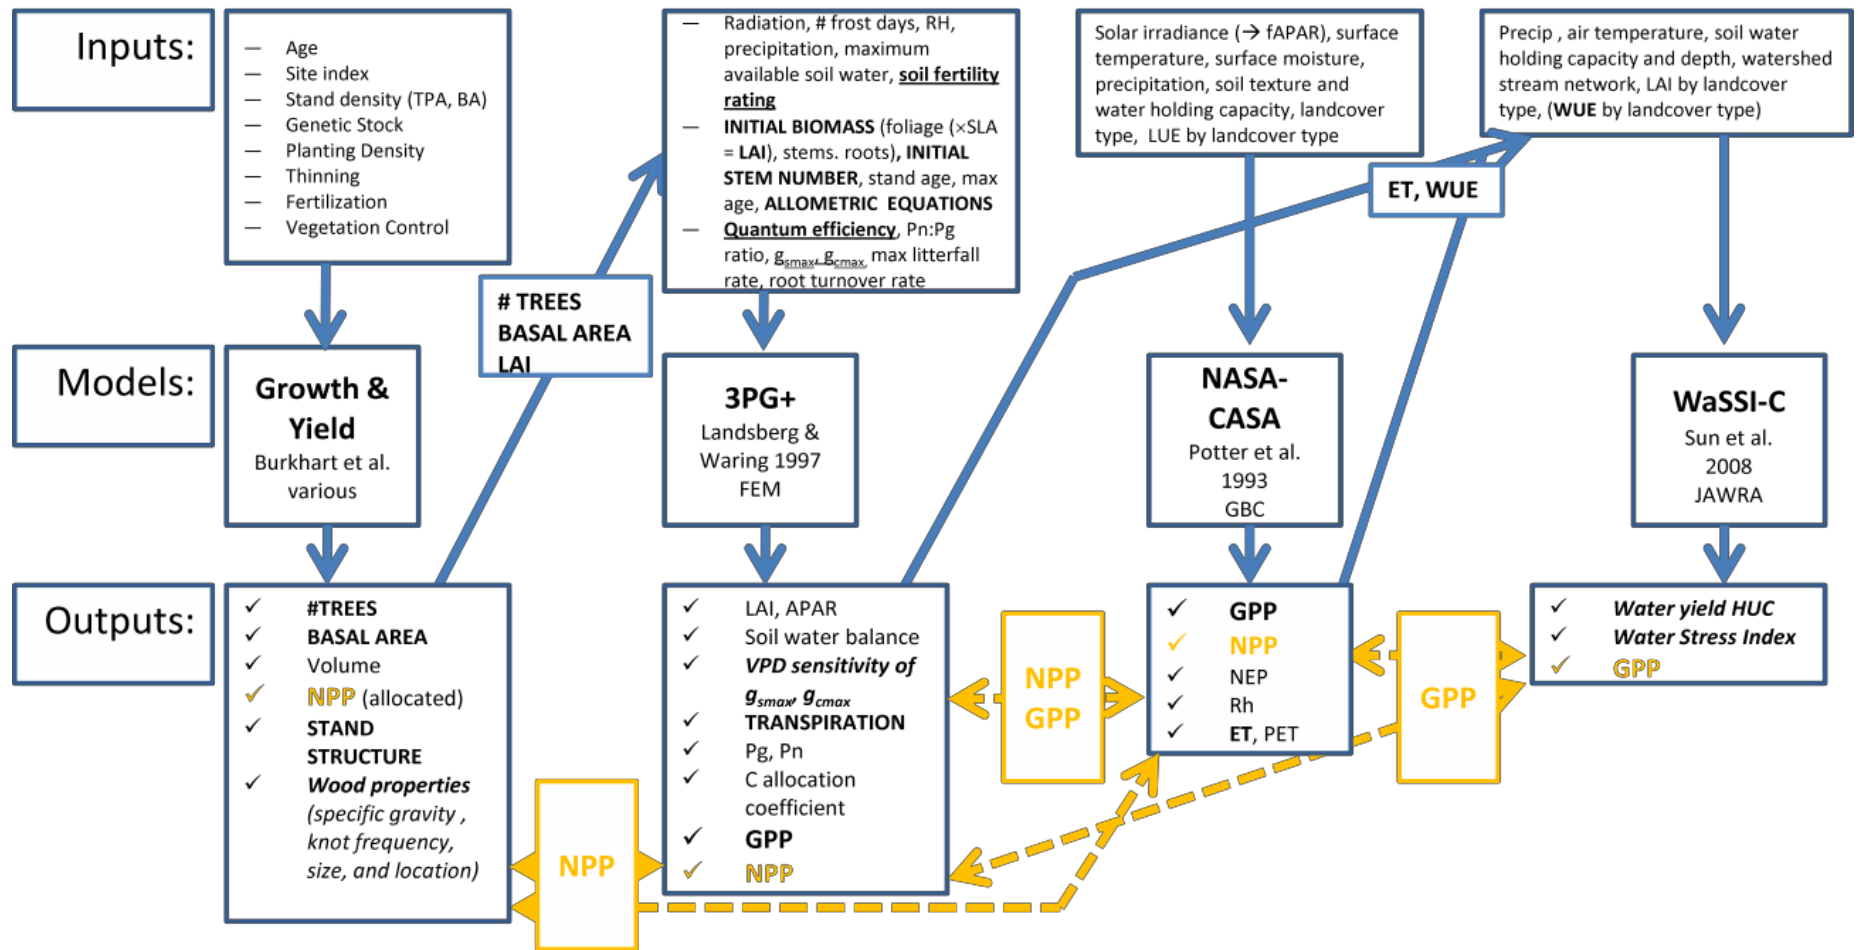 Inputs:
— Age
— Site index
— Stand density (TPA, BA)
— Genetic Stock
— Planting Density
— Thinning
— Fertilization
— Vegetation Control
— Radiation, # frost days, RH,
precipitation, maximum
available soil water, soil fertility
rating
— INITIAL BIOMASS (foliage (×SLA
= LAI), stems. roots), INITIAL
STEM NUMBER, stand age, max
age, ALLOMETRIC EQUATIONS
— Quantum efficiency, Pn:Pg
ratio, gsmax, gcmax, max litterfall
rate, root turnover rate
Solar irradiance (→ fAPAR), surface
temperature, surface moisture,
precipitation, soil texture and
water holding capacity, landcover
type, LUE by landcover type
Precip , air temperature, soil water
holding capacity and depth, watershed
stream network, LAI by landcover
type, (WUE by landcover type)
ET, WUE
# TREES
BASAL AREA
LAI
Models:
Growth &
Yield
Burkhart et al.
various
3PG+
Landsberg &
Waring 1997
FEM
NASA-
CASA
Potter et al.
1993
GBC
WaSSI-C
Sun et al.
2008
JAWRA
Outputs:
✓ #TREES
✓ BASAL AREA
✓ Volume
✓ NPP (allocated)
✓ STAND
STRUCTURE
✓ Wood properties
(specific gravity ,
knot frequency,
size, and location)
NPP
✓ LAI, APAR
✓ Soil water balance
✓ VPD sensitivity of
gsmax, gcmax
✓ TRANSPIRATION
✓ Pg, Pn
✓ C allocation
coefficient
✓ GPP
✓ NPP
NPP
GPP
✓ GPP
✓ NPP
✓ NEP
✓ Rh
✓ ET, PET
GPP
✓ Water yield HUC
✓ Water Stress Index
✓ GPP